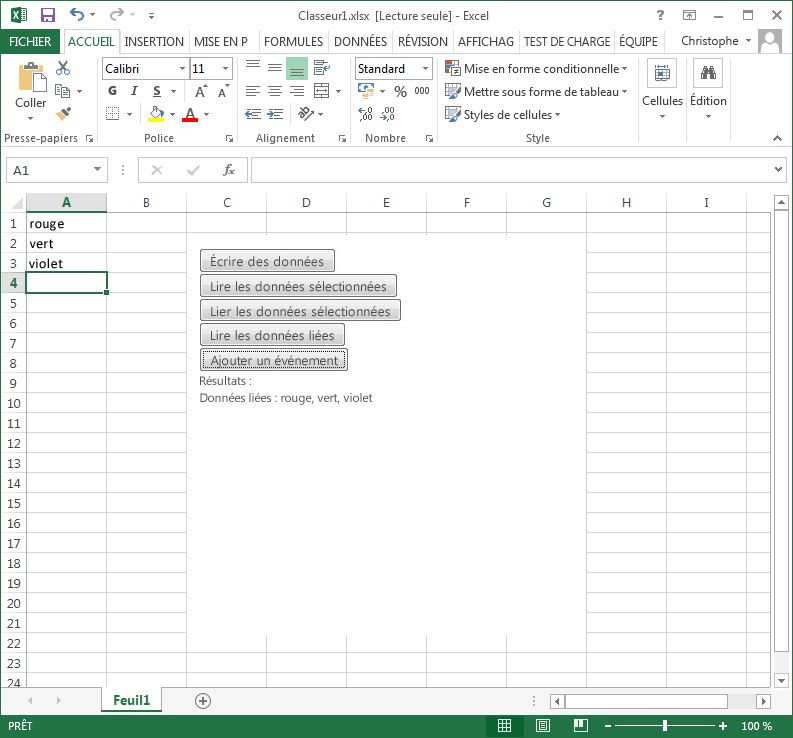 Classeur1.xlsx [Lecture seule] - Excel
?
FICHIER ACCUEIL INSERTION MISE EN P FORMULES DONNÉES RÉVISION AFFICHAG TEST DE CHARGE ÉQUIPE Christophe
Coller
Calibri 11
G I S A A
A
Standard
% 000
Mise en forme conditionnelle
Mettre sous forme de tableau
Styles de cellules
Cellules
Édition
Presse-papiers Police Alignement Nombre Style
A1 fx
A B C D E F G H I
1 rouge
2 vert
3 violet
4
5
6
7
8
9
10
11
12
13
14
15
16
17
18
19
20
21
22
23
24
Écrire des données
Lire les données sélectionnées
Lier les données sélectionnées
Lire les données liées
Ajouter un événement
Résultats :
Données liées : rouge, vert, violet
Feuil1
PRÊT 100 %